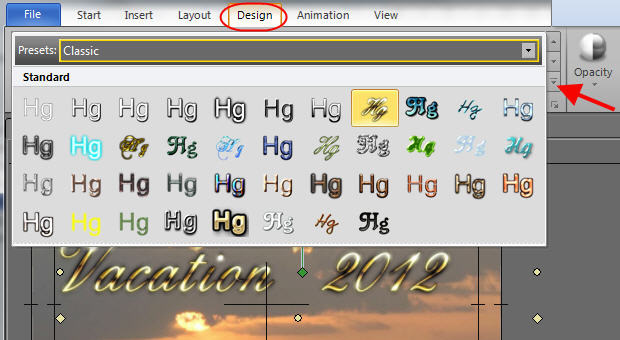 File Start Insert Layout Design Animation View
Presets: Classic
Opacity
Standard
Hg Hg Hg Hg Hg Hg Hg Hg Hg Hg Hg
Hg Hg Hg Hg Hg Hg Hg Hg Hg Hg Hg
Hg Hg Hg Hg Hg Hg Hg Hg Hg Hg Hg
Hg Hg Hg Hg Hg Hg Hg Hg
Vacation 2012